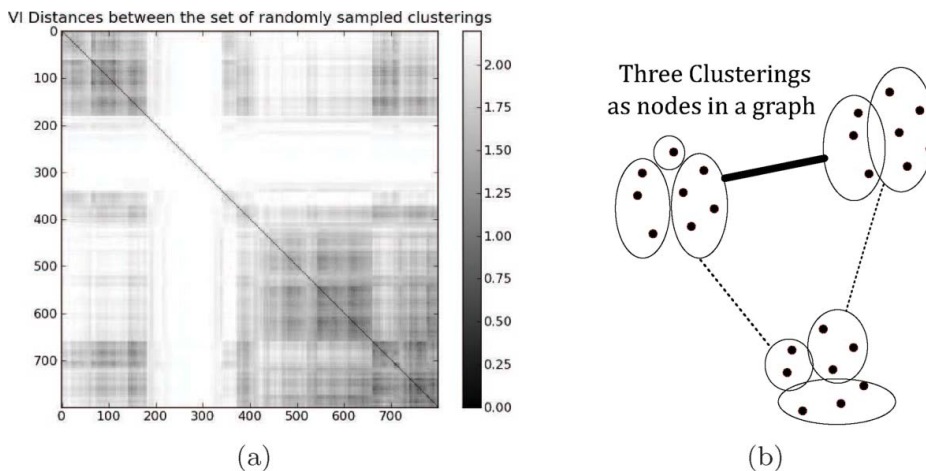 VI Distances between the set of randomly sampled clusterings
0
100
200
300
400
500
600
700
0 100 200 300 400 500 600 700
2.00
1.75
1.50
1.25
1.00
0.75
0.50
0.25
0.00
(a)
Three Clusterings
as nodes in a graph
(b)